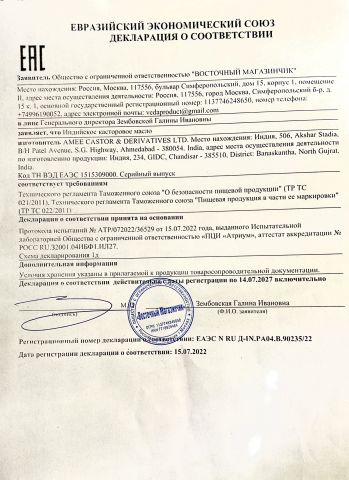 ЕВРАЗИЙСКИЙ ЭКОНОМИЧЕСКИЙ СОЮЗ
ДЕКЛАРАЦИЯ О СООТВЕТСТВИИ
ЕАС
Заявитель Общество с ограниченной ответственностью "ВОСТОЧНЫЙ МАГАЗИНЧИК"
Место нахождения: Россия, Москва, 117556, бульвар Симферопольский, дом 15, корпус 1, помещение
II, адрес места осуществления деятельности: Россия, 117556, город Москва, Симферопольский б-р, д.
15 к. 1, основной государственный регистрационный номер: 1137746248650, номер телефона:
+74996190052, адрес электронной почты: vedaproduct@gmail.com
в лице Генерального директора Зембовской Галины Ивановны
заявляет, что Индийское касторовое масло
изготовитель AMEE CASTOR & DERIVATIVES LTD. Место нахождения: Индия, 506, Akshar Stadia,
B/H Patel Avenue, S.G. Highway, Ahmedabad - 380054, India, адрес места осуществления деятельности
по изготовлению продукции: Индия, 234, GIDC, Chandisar - 385510, District: Banaskantha, North Gujrat,
India.
Код ТН ВЭД ЕАЭС 1515309000. Серийный выпуск
соответствует требованиям
Технического регламента Таможенного союза "О безопасности пищевой продукции" (ТР ТС
021/2011), Технического регламента Таможенного союза "Пищевая продукция в части ее маркировки"
(ТР ТС 022/2011)
Декларация о соответствии принята на основании
Протокола испытаний № АТР/072022/36529 от 15.07.2022 года, выданного Испытательной
лабораторией Общества с ограниченной ответственностью «ПЦИ «Атриум», аттестат аккредитации №
РОСС RU.32001.04ИБФ1.ИЛ27.
Схема декларирования 1д
Дополнительная информация
Условия хранения указаны в прилагаемой к продукции товаросопроводительной документации.
Декларация о соответствии действительна с даты регистрации по 14.07.2027 включительно
М.П.
Зембовская Галина Ивановна
(подпись)
(Ф.И.О. заявителя)
"Восточный Магазинчик"
Регистрационный номер декларации о соответствии: ЕАЭС N RU Д-IN.РА04.В.90235/22
Дата регистрации декларации о соответствии: 15.07.2022